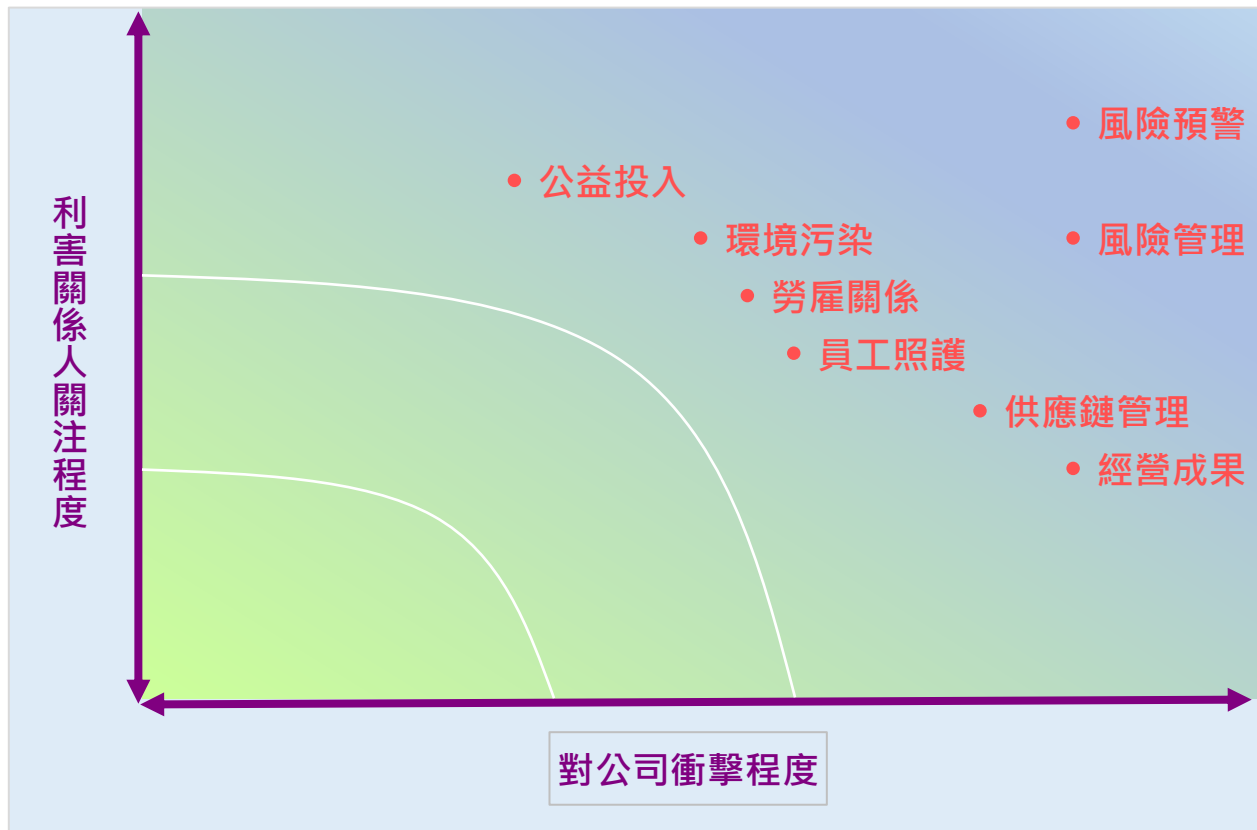 風險預警
公益投入
環境污染
風險管理
勞雇關係
員工照護
供應鏈管理
經營成果
利害關係人關注程度
對公司衝擊程度